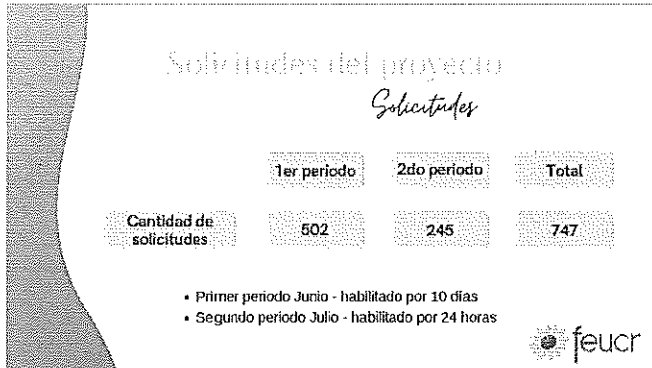 Solicitudes del proyecto
Solicitudes
1er periodo 2do periodo Total
Cantidad de
solicitudes 502 245 747
• Primer periodo Junio - habilitado por 10 días
• Segundo periodo Julio - habilitado por 24 horas
feucr